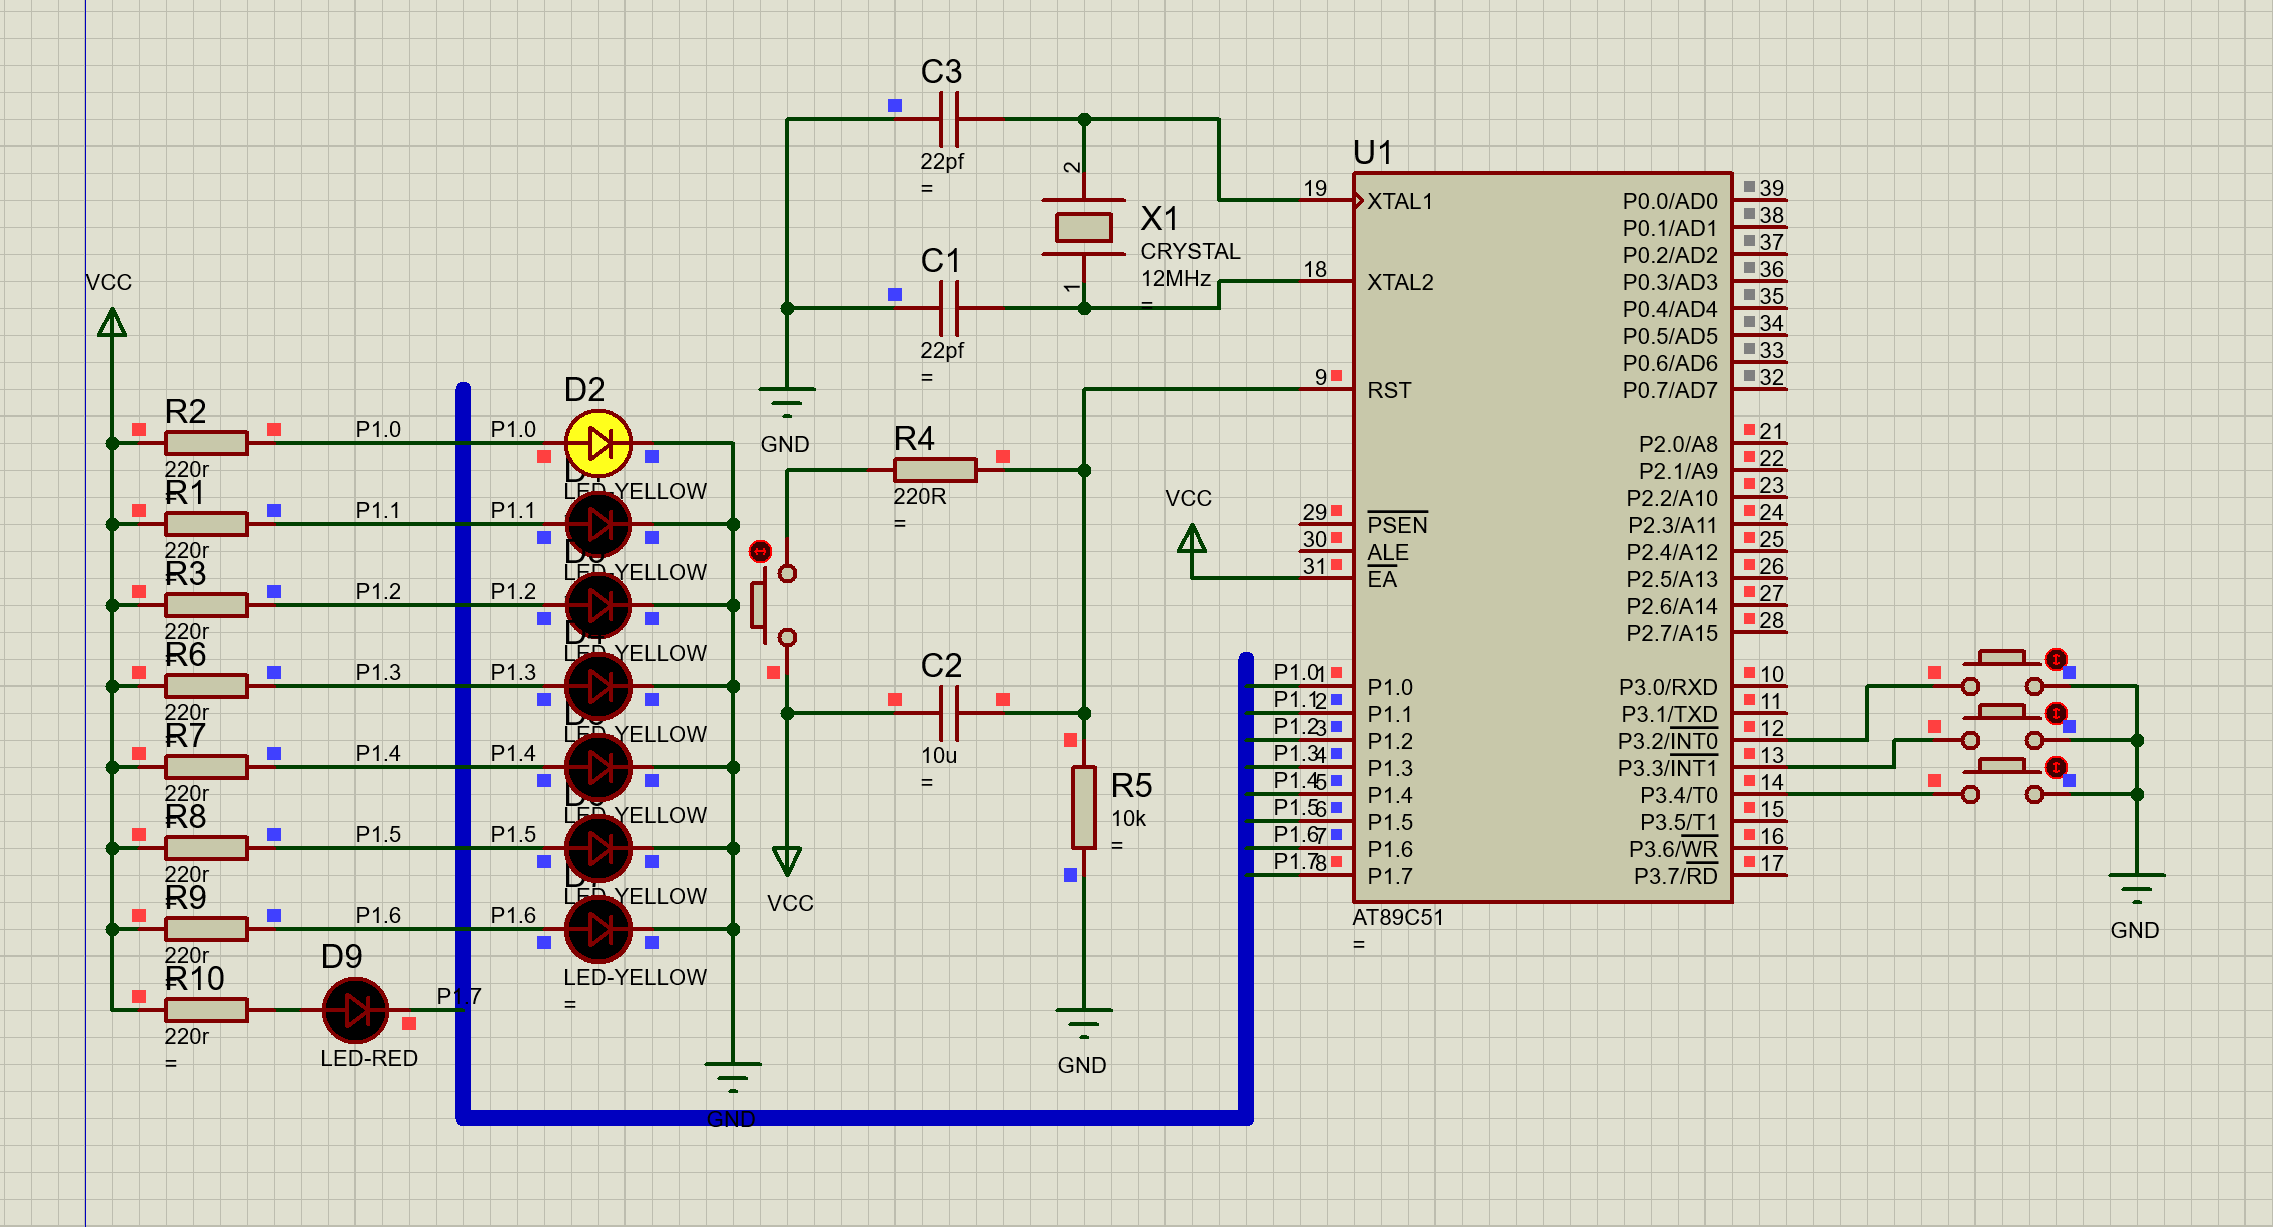 C3
22pf
=
C1
22pf
=
GND
2
1
X1
CRYSTAL
12MHz
=
VCC
R2
220r
=
R1
220r
=
R3
220r
=
R6
220r
=
R7
220r
=
R8
220r
=
R9
220r
=
R10
220r
=
P1.0 P1.0
P1.1 P1.1
P1.2 P1.2
P1.3 P1.3
P1.4 P1.4
P1.5 P1.5
P1.6 P1.6
P1.7
D9
LED-RED
D2
LED-YELLOW
LED-YELLOW
LED-YELLOW
LED-YELLOW
LED-YELLOW
LED-YELLOW
LED-YELLOW
=
GND
R4
220R
=
C2
10u
=
VCC
R5
10k
=
GND
VCC
U1
19 XTAL1
18 XTAL2
9 RST
29 PSEN
30 ALE
31 EA
P1.0 1 P1.0
P1.1 2 P1.1
P1.2 3 P1.2
P1.3 4 P1.3
P1.4 5 P1.4
P1.5 6 P1.5
P1.6 7 P1.6
P1.7 8 P1.7
P0.0/AD0 39
P0.1/AD1 38
P0.2/AD2 37
P0.3/AD3 36
P0.4/AD4 35
P0.5/AD5 34
P0.6/AD6 33
P0.7/AD7 32
P2.0/A8 21
P2.1/A9 22
P2.2/A10 23
P2.3/A11 24
P2.4/A12 25
P2.5/A13 26
P2.6/A14 27
P2.7/A15 28
P3.0/RXD 10
P3.1/TXD 11
P3.2/INT0 12
P3.3/INT1 13
P3.4/T0 14
P3.5/T1 15
P3.6/WR 16
P3.7/RD 17
AT89C51
=
GND